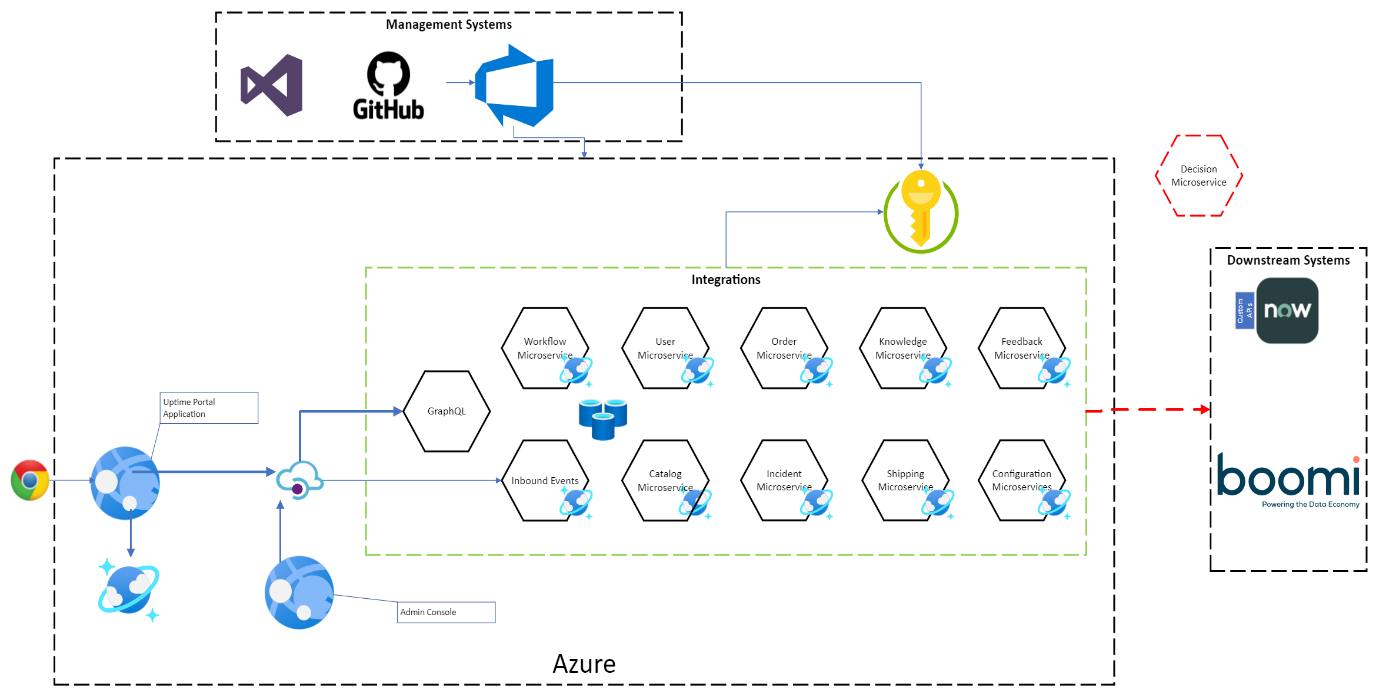 Management Systems
GitHub
Decision
Microservice
Downstream Systems
Custom
APIs
now
Integrations
Workflow
Microservice
User
Microservice
Order
Microservice
Knowledge
Microservice
Feedback
Microservice
Uptime Portal
Application
GraphQL
Inbound Events
Catalog
Microservice
Incident
Microservice
Shipping
Microservice
Configuration
Microservices
boomi
Powering the Data Economy
Admin Console
Azure